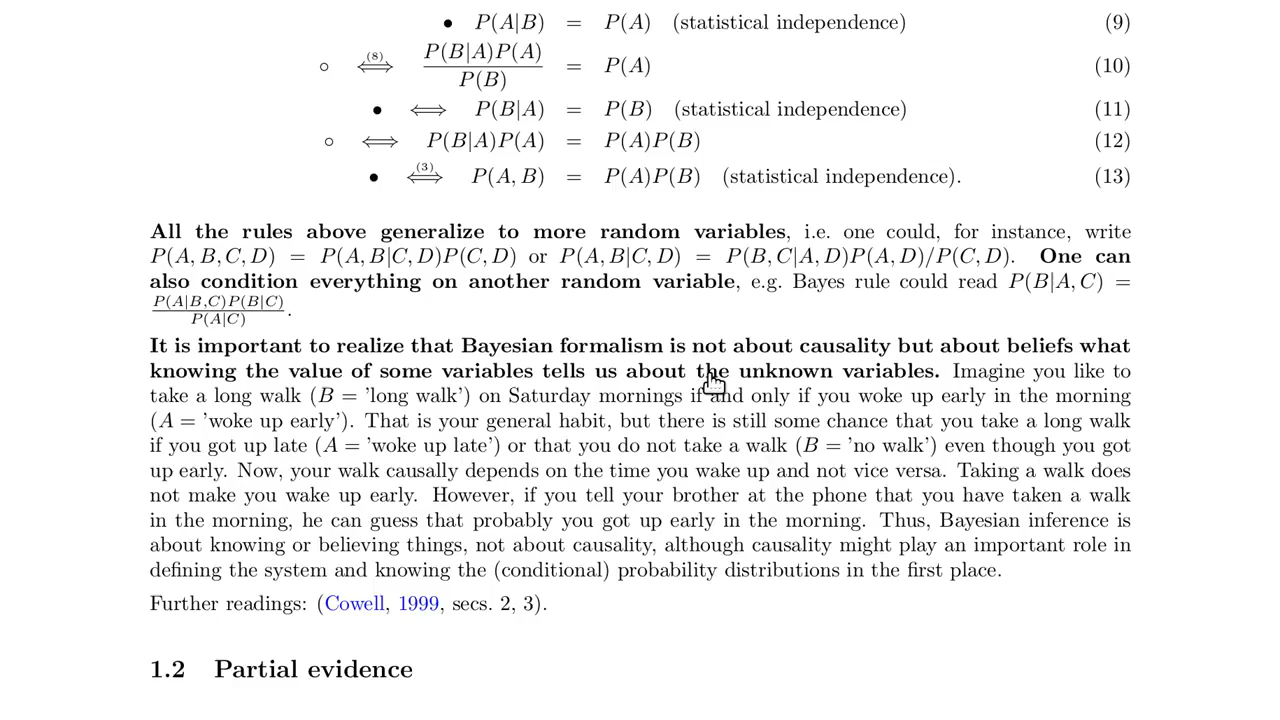 • P(A|B) = P(A) (statistical independence) (9)
◦ ⟺ (8) P(B|A)P(A) / P(B) = P(A) (10)
• ⟺ P(B|A) = P(B) (statistical independence) (11)
◦ ⟺ P(B|A)P(A) = P(A)P(B) (12)
• ⟺ (3) P(A, B) = P(A)P(B) (statistical independence). (13)
All the rules above generalize to more random variables, i.e. one could, for instance, write
P(A, B, C, D) = P(A, B|C, D)P(C, D) or P(A, B|C, D) = P(B, C|A, D)P(A, D)/P(C, D). One can
also condition everything on another random variable, e.g. Bayes rule could read P(B|A, C) =
P(A|B,C)P(B|C) / P(A|C) .
It is important to realize that Bayesian formalism is not about causality but about beliefs what
knowing the value of some variables tells us about the unknown variables. Imagine you like to
take a long walk (B = ’long walk’) on Saturday mornings if and only if you woke up early in the morning
(A = ’woke up early’). That is your general habit, but there is still some chance that you take a long walk
if you got up late (A = ’woke up late’) or that you do not take a walk (B = ’no walk’) even though you got
up early. Now, your walk causally depends on the time you wake up and not vice versa. Taking a walk does
not make you wake up early. However, if you tell your brother at the phone that you have taken a walk
in the morning, he can guess that probably you got up early in the morning. Thus, Bayesian inference is
about knowing or believing things, not about causality, although causality might play an important role in
defining the system and knowing the (conditional) probability distributions in the first place.
Further readings: (Cowell, 1999, secs. 2, 3).
1.2 Partial evidence